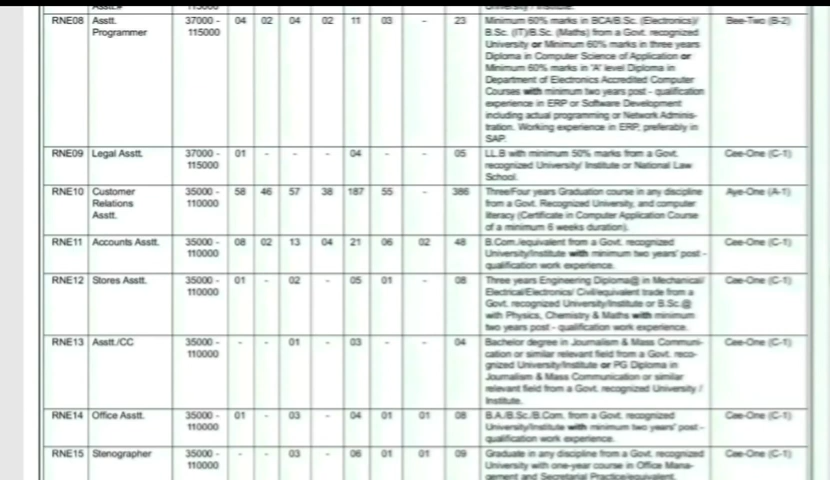 RNE08 Asstt. Programmer 37000 - 115000 04 02 04 02 11 03 - 23 Minimum 60% marks in BCA/B.Sc. (Electronics)/ Bee-Two (B-2)
B.Sc. (IT)/B.Sc. (Maths) from a Govt. recognized
University or Minimum 60% marks in three years
Diploma in Computer Science of Application or
Minimum 60% marks in 'A' level Diploma in
Department of Electronics Accredited Computer
Courses with minimum two years post - qualification
experience in ERP or Software Development
including actual programming or Network Adminis-
tration. Working experience in ERP, preferably in
SAP.
RNE09 Legal Asstt. 37000 - 115000 01 - - - 04 - - 05 LL.B with minimum 50% marks from a Govt. Cee-One (C-1)
recognized University/ Institute or National Law
School.
RNE10 Customer Relations Asstt. 35000 - 110000 58 46 57 38 187 55 - 386 Three/Four years Graduation course in any discipline Aye-One (A-1)
from a Govt. Recognized University, and computer
literacy (Certificate in Computer Application Course
of a minimum 6 weeks duration).
RNE11 Accounts Asstt. 35000 - 110000 08 02 13 04 21 06 02 48 B.Com./equivalent from a Govt. recognized Cee-One (C-1)
University/Institute with minimum two years' post -
qualification work experience.
RNE12 Stores Asstt. 35000 - 110000 01 - 02 - 05 01 - 08 Three years Engineering Diploma@ in Mechanical/ Cee-One (C-1)
Electrical/Electronics/ Civil/equivalent trade from a
Govt. recognized University/Institute or B.Sc.@
with Physics, Chemistry & Maths with minimum
two years post - qualification work experience.
RNE13 Asstt./CC 35000 - 110000 - - 01 - 03 - - 04 Bachelor degree in Journalism & Mass Communi- Cee-One (C-1)
cation or similar relevant field from a Govt. reco-
gnized University/Institute or PG Diploma in
Journalism & Mass Communication or similar
relevant field from a Govt. recognized University /
Institute.
RNE14 Office Asstt. 35000 - 110000 01 - 03 - 04 01 01 08 B.A./B.Sc./B.Com. from a Govt. recognized Cee-One (C-1)
University/Institute with minimum two years' post -
qualification work experience.
RNE15 Stenographer 35000 - 110000 - - 03 - 06 01 01 09 Graduate in any discipline from a Govt. recognized Cee-One (C-1)
University with one-year course in Office Mana-
gement and Secretarial Practice/equivalent.